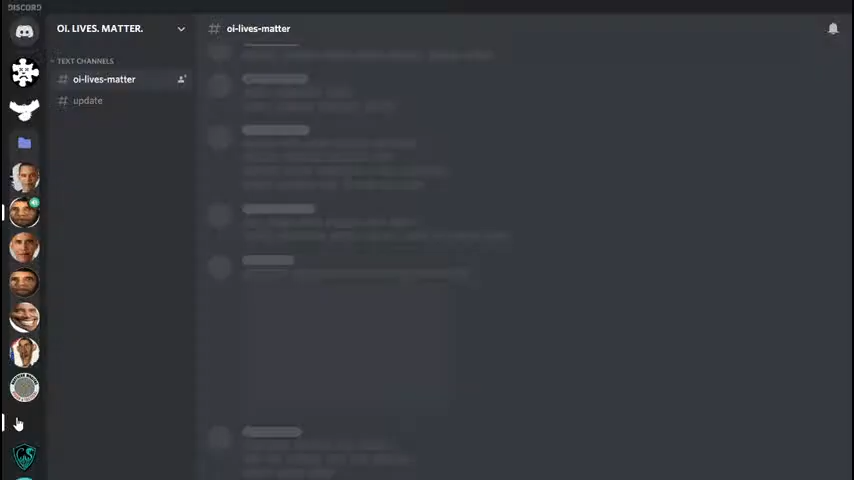 DISCORD
OI. LIVES. MATTER.
# oi-lives-matter
TEXT CHANNELS
# oi-lives-matter
# update